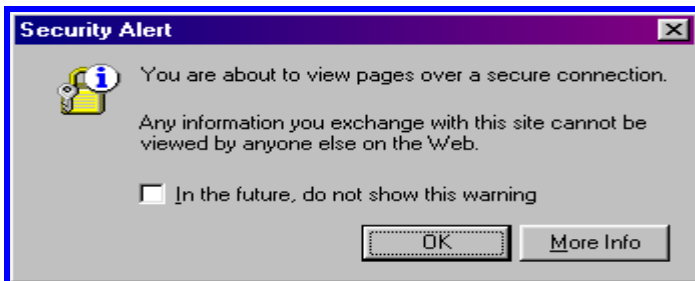 Security Alert
You are about to view pages over a secure connection.
Any information you exchange with this site cannot be
viewed by anyone else on the Web.
In the future, do not show this warning
OK
More Info